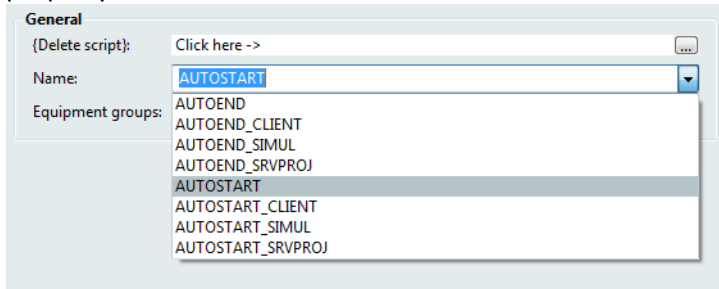 General
{Delete script}: Click here -> ...
Name: AUTOSTART
Equipment groups:
AUTOEND
AUTOEND_CLIENT
AUTOEND_SIMUL
AUTOEND_SRVPROJ
AUTOSTART
AUTOSTART_CLIENT
AUTOSTART_SIMUL
AUTOSTART_SRVPROJ